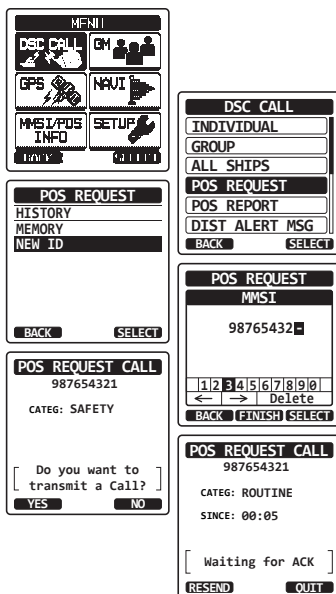 MENU
DSC CALL
GM
GPS
NAVI
MMSI/POS
INFO
SETUP
BACK
SELECT
DSC CALL
INDIVIDUAL
GROUP
ALL SHIPS
POS REQUEST
POS REPORT
DIST ALERT MSG
BACK SELECT
POS REQUEST
HISTORY
MEMORY
NEW ID
BACK SELECT
POS REQUEST
MMSI
98765432-
1 2 3 4 5 6 7 8 9 0
← → Delete
BACK FINISH SELECT
POS REQUEST CALL
987654321
CATEG: SAFETY
Do you want to
transmit a Call?
YES NO
POS REQUEST CALL
987654321
CATEG: ROUTINE
SINCE: 00:05
Waiting for ACK
RESEND QUIT